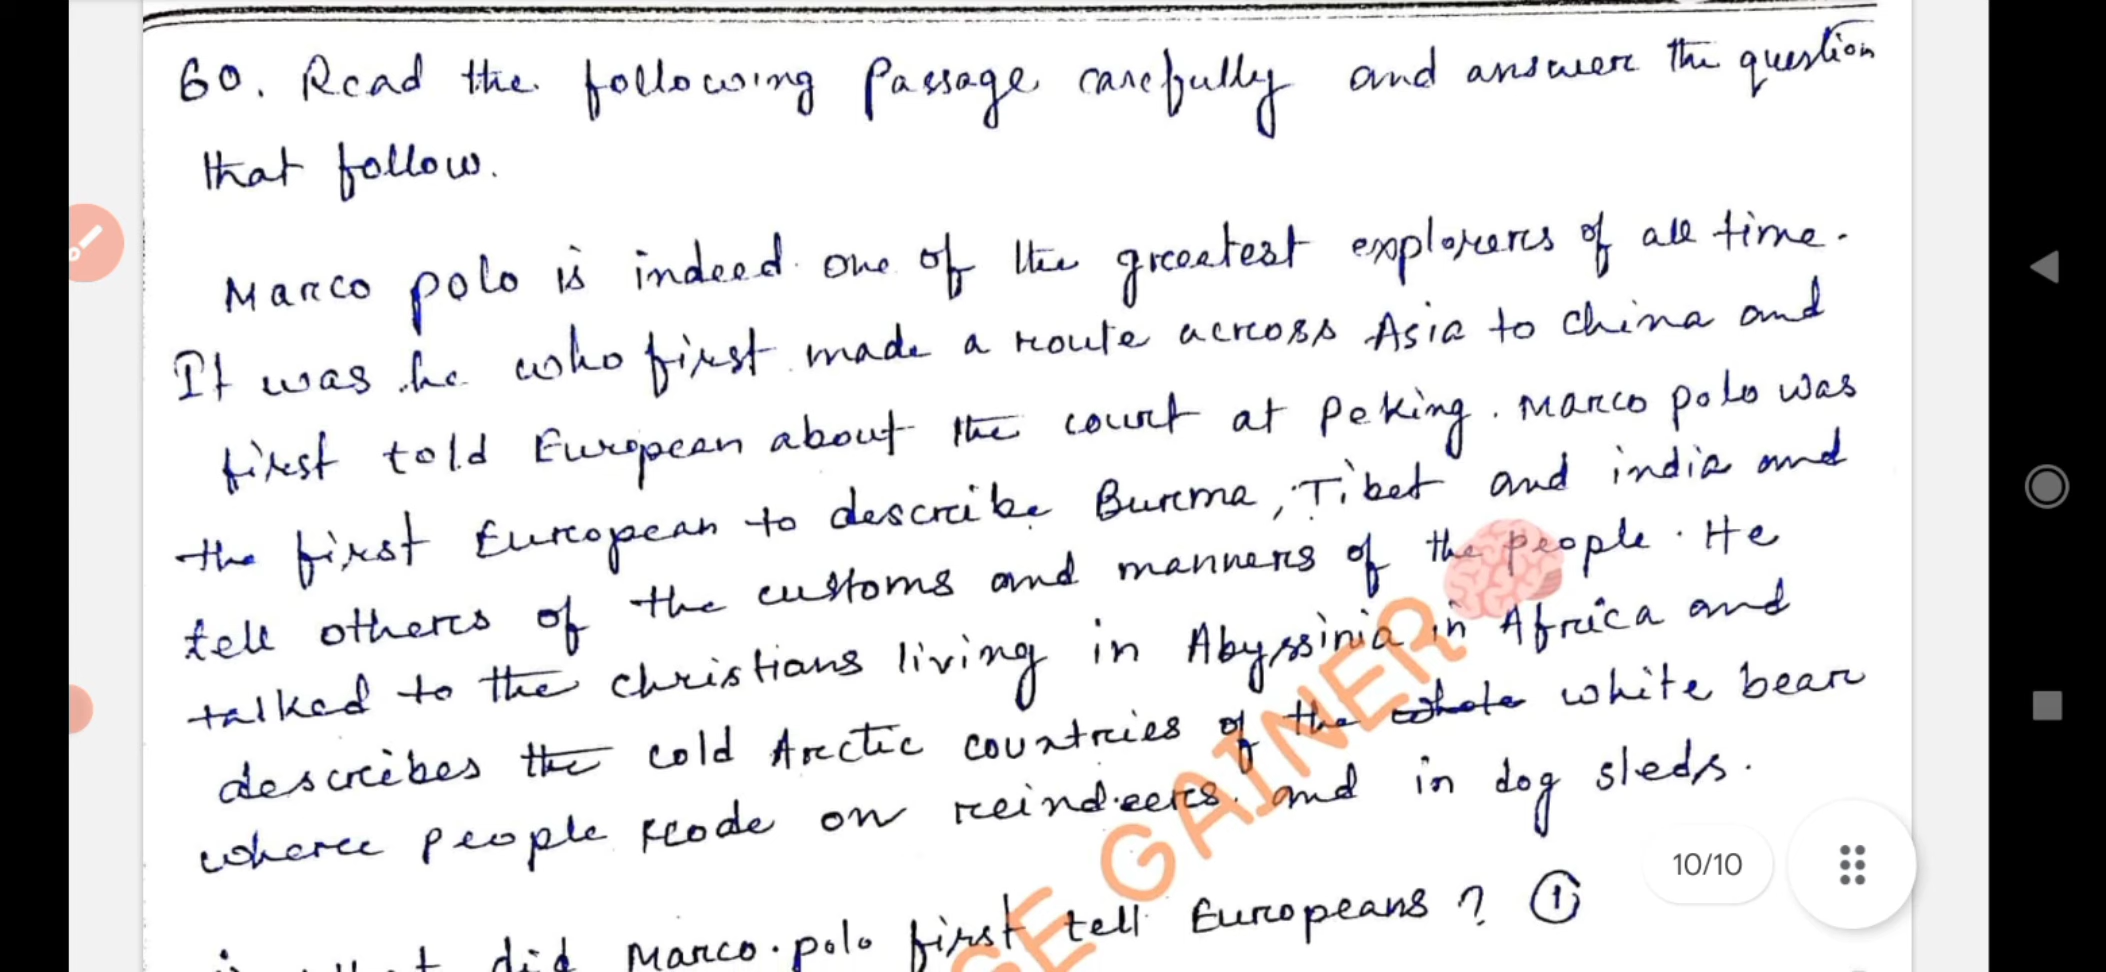 60. Read the following Passage carefully and answer the question
that follow.
Marco polo is indeed one of the greatest explorers of all time.
It was he who first made a route across Asia to china and
first told European about the court at Peking. Marco polo was
the first European to describe Burma, Tibet and india and
tell others of the customs and manners of the people. He
talked to the christians living in Abyssinia in Africa and
describes the cold Arctic countries of the white bear
where people rode on reindeers and in dog sleds.
did Marco polo first tell Europeans? ①
GE GAINER
10/10